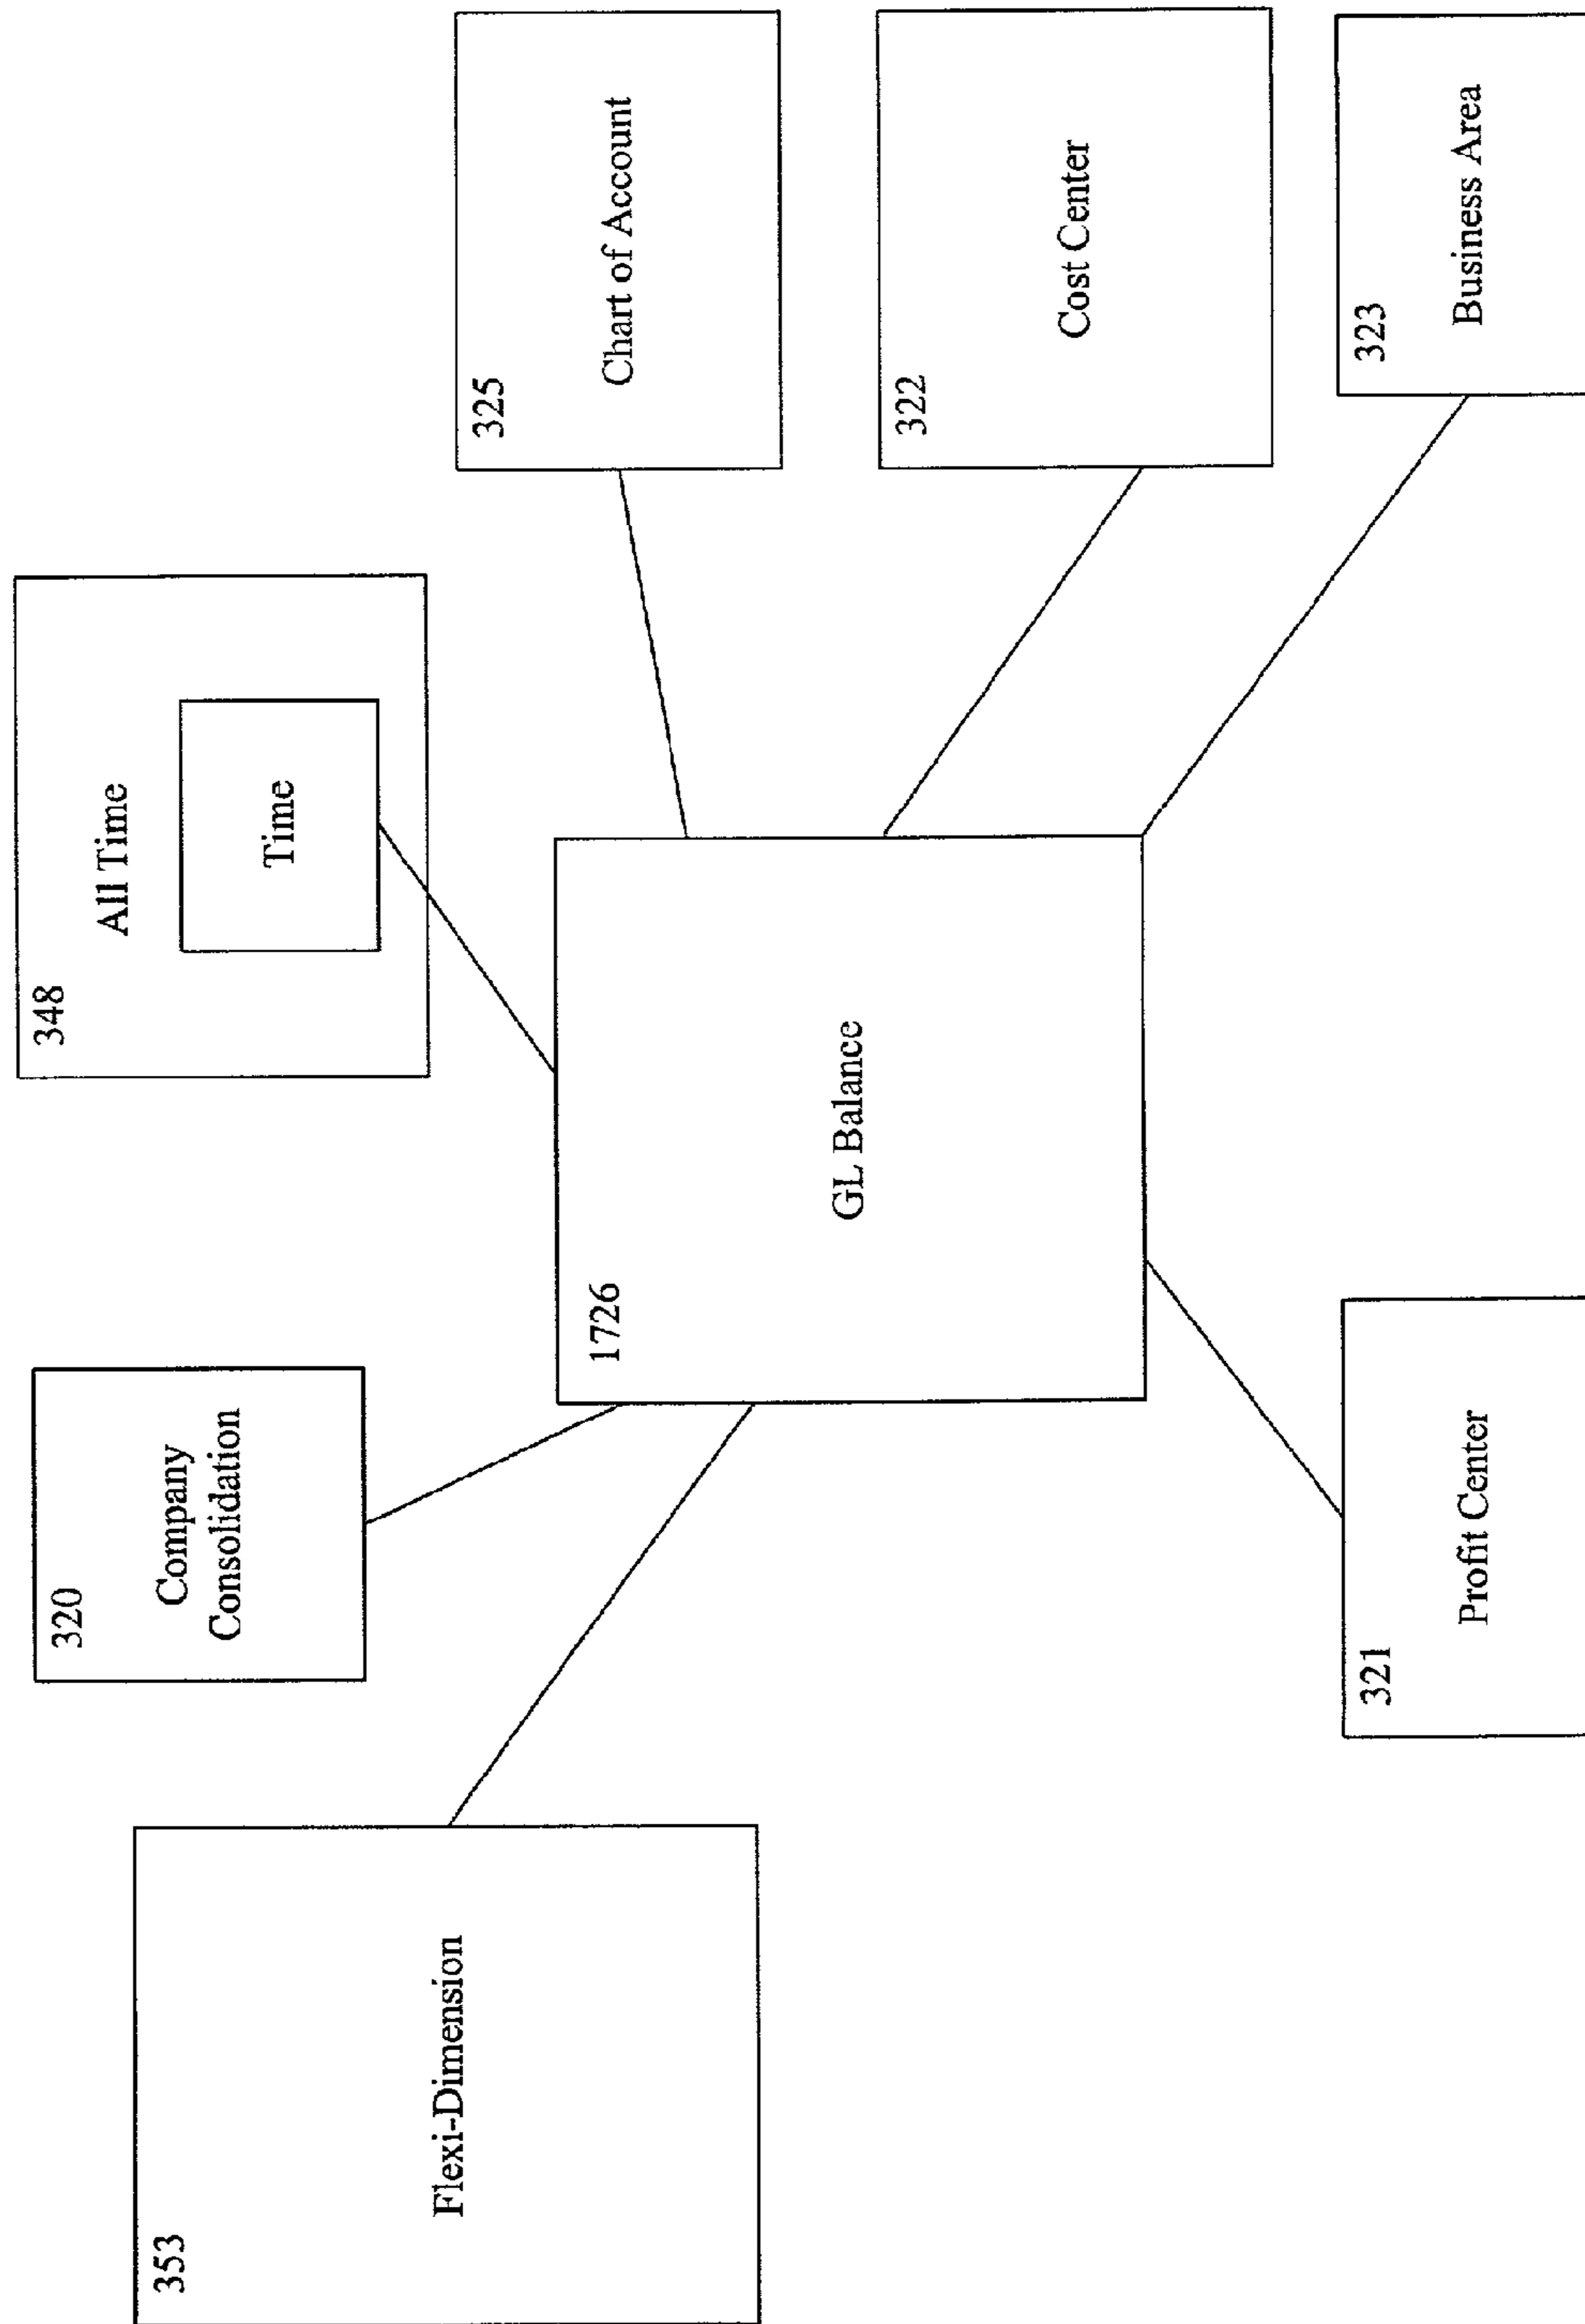 353
Flexi-Dimension
320
Company
Consolidation
348
All Time
Time
325
Chart of Account
1726
GL Balance
322
Cost Center
321
Profit Center
323
Business Area